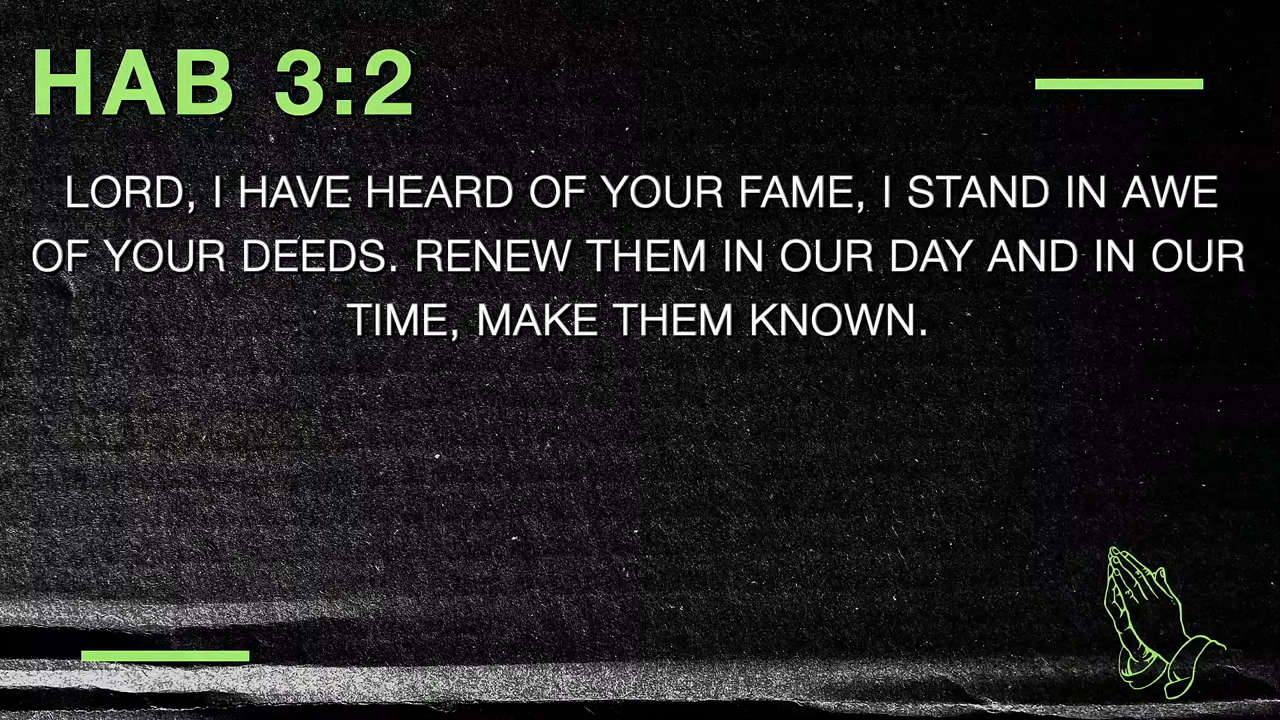 HAB 3:2
LORD, I HAVE HEARD OF YOUR FAME, I STAND IN AWE
OF YOUR DEEDS. RENEW THEM IN OUR DAY AND IN OUR
TIME, MAKE THEM KNOWN.